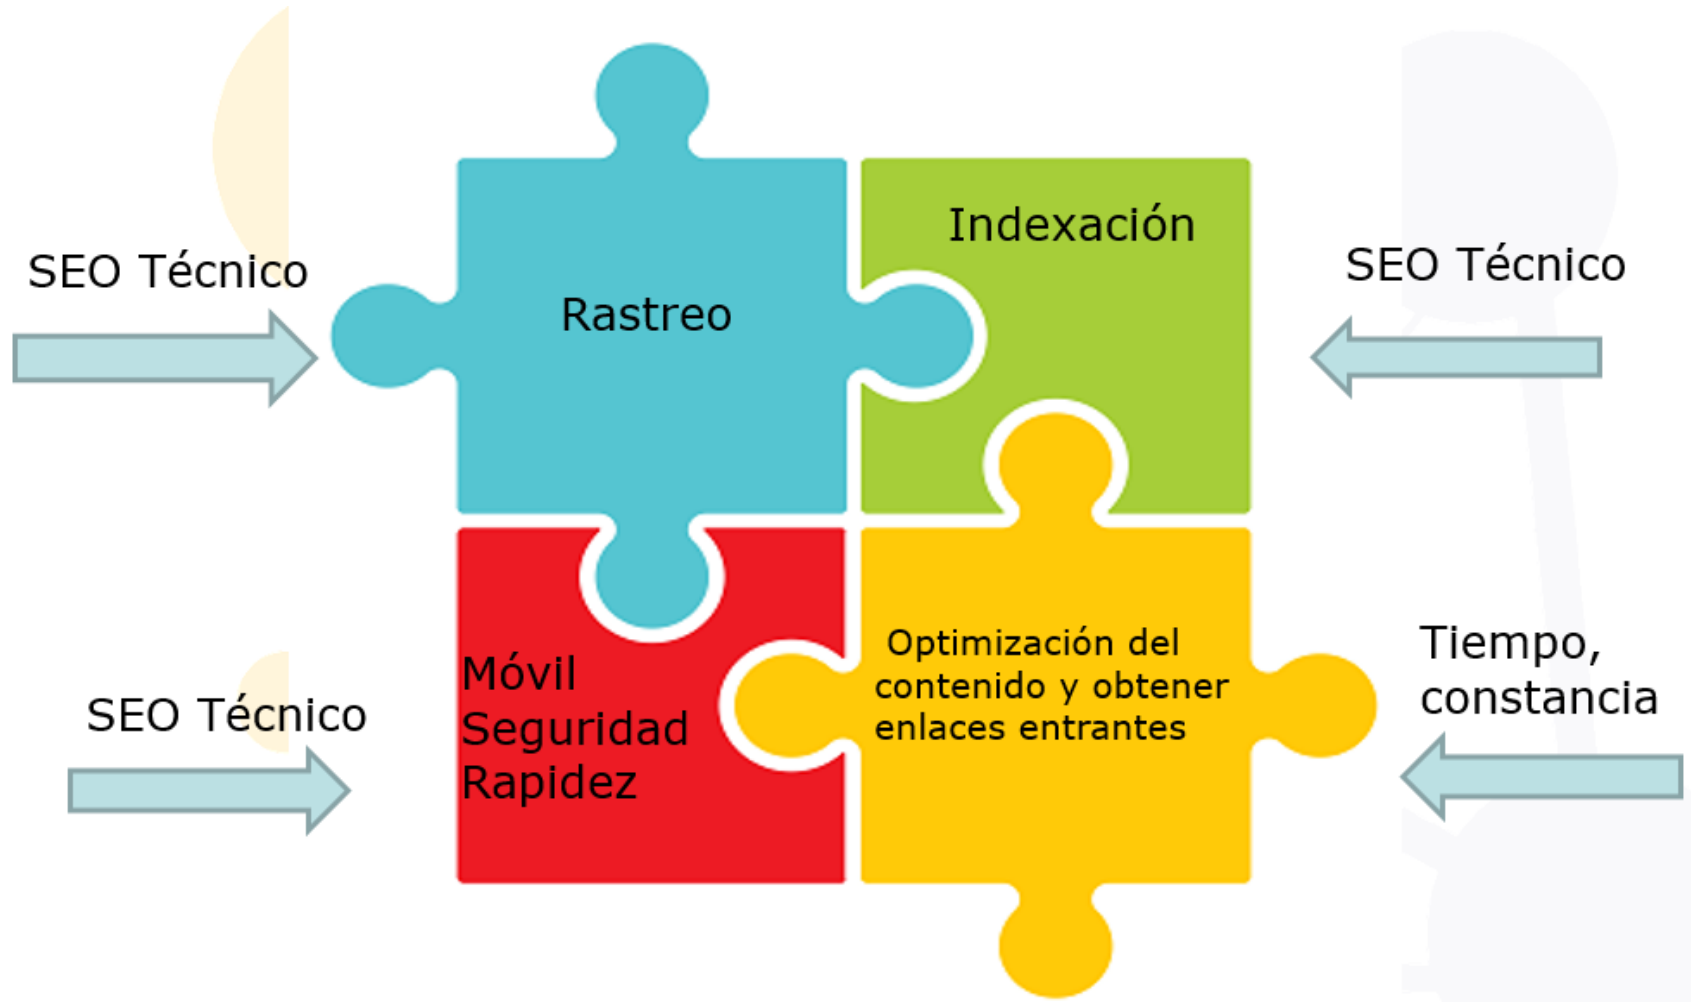 SEO Técnico
Rastreo
Indexación
SEO Técnico
SEO Técnico
Móvil
Seguridad
Rapidez
Optimización del
contenido y obtener
enlaces entrantes
Tiempo,
constancia